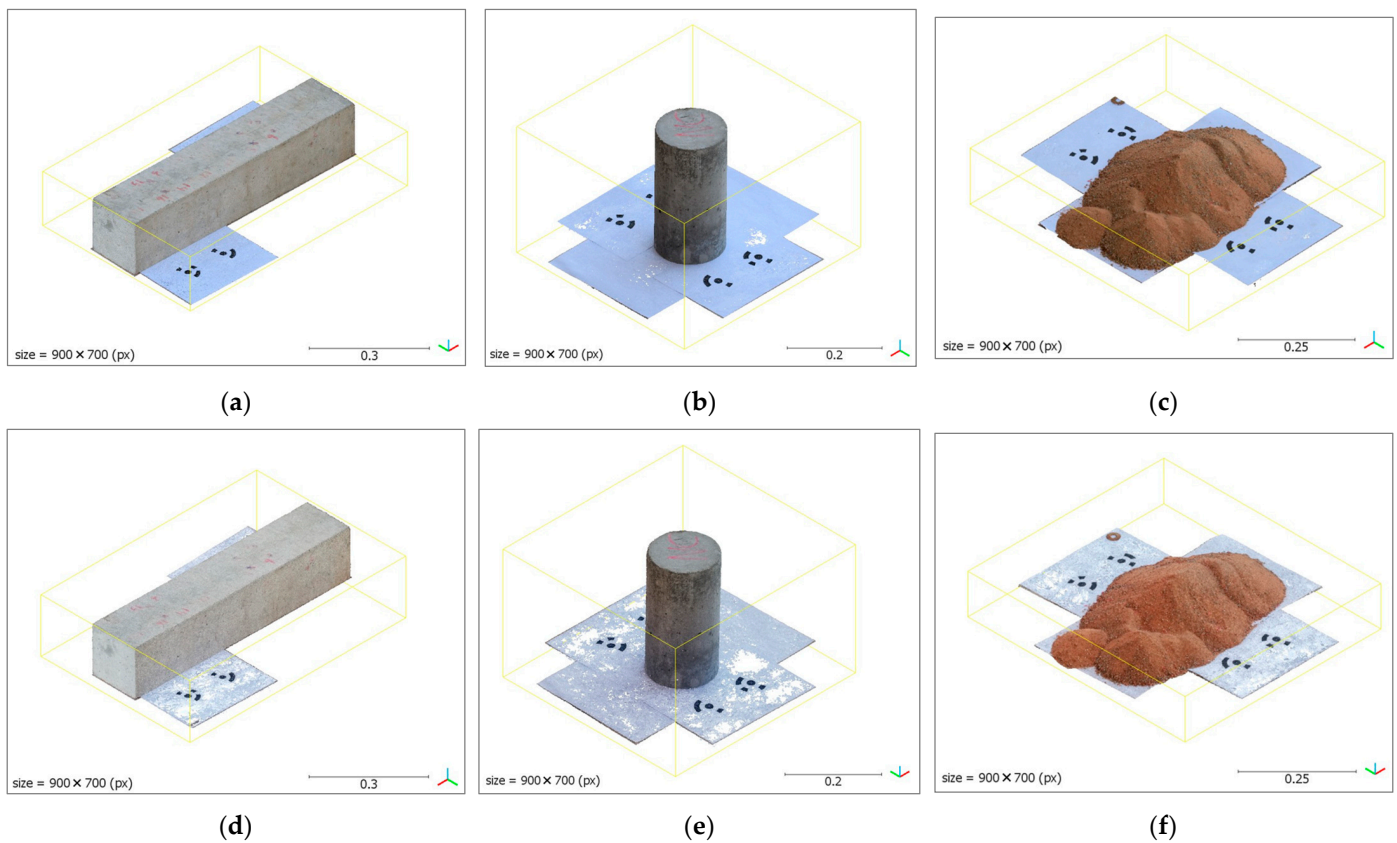 size = 900×700 (px)
0.3
size = 900×700 (px)
0.2
size = 900×700 (px)
0.25
(a)
(b)
(c)
size = 900×700 (px)
0.3
size = 900×700 (px)
0.2
size = 900×700 (px)
0.25
(d)
(e)
(f)